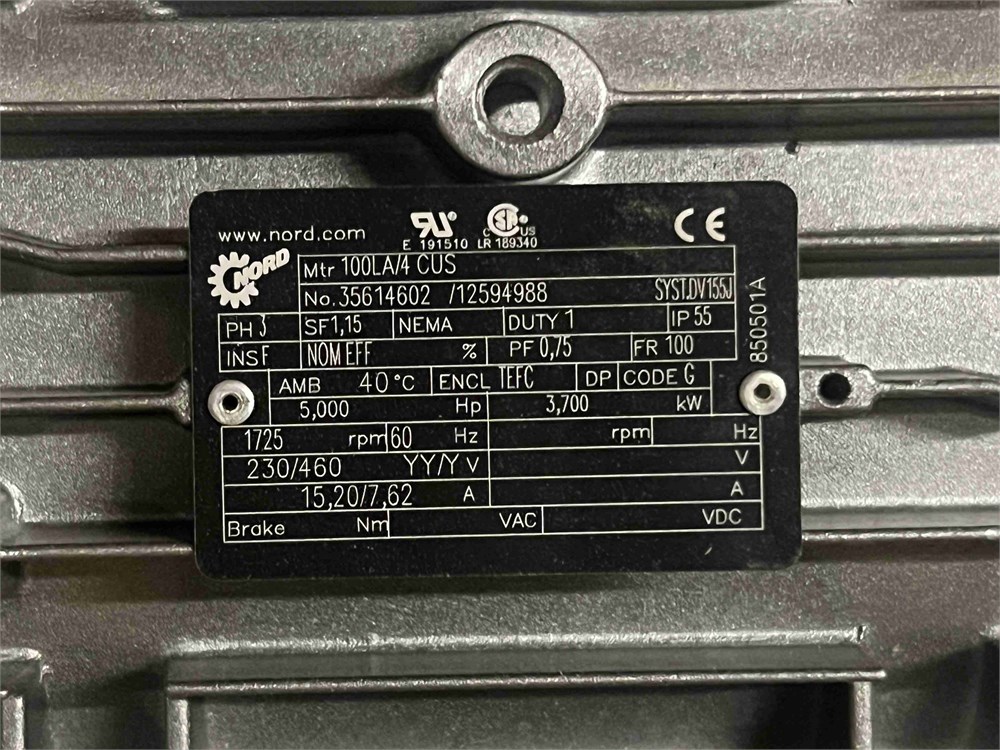 www.nord.com
E 191510 LR 189340
C US
CE
NORD
Mtr 100LA/4 CUS
No. 35614602 /12594988 SYST.DV155J
PH 3 SF1,15 NEMA DUTY 1 IP 55
INS F NOM EFF % PF 0,75 FR 100
AMB 40°C ENCL TEFC DP CODE G
5,000 Hp 3,700 kW
1725 rpm 60 Hz rpm Hz
230/460 YY/Y V V
15,20/7,62 A A
Brake Nm VAC VDC
850501A